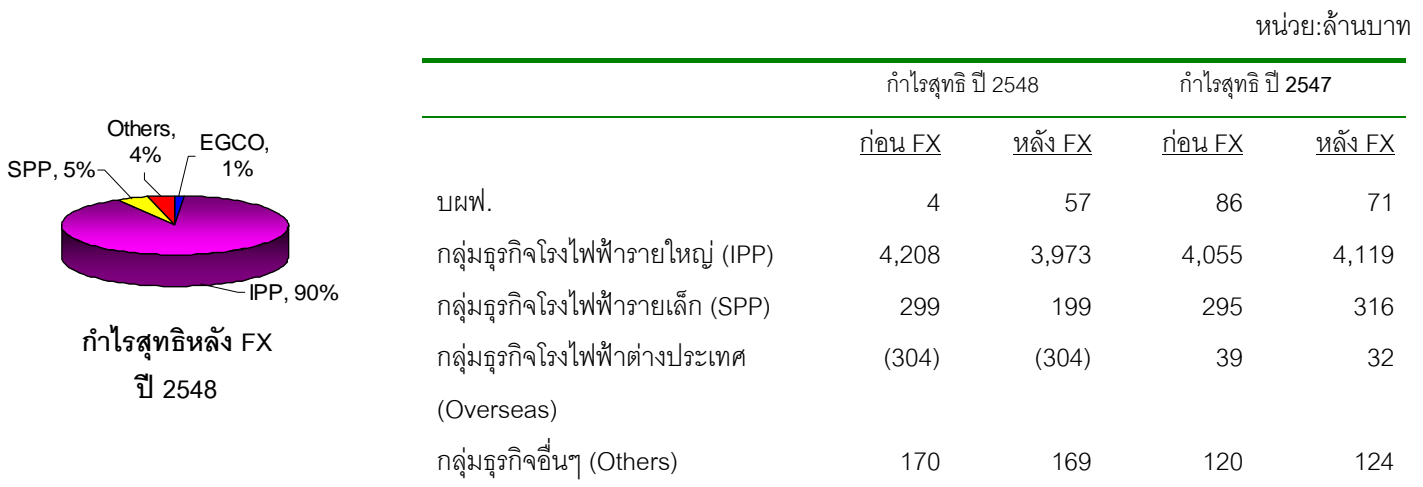 หน่วย:ล้านบาท
กำไรสุทธิ ปี 2548 กำไรสุทธิ ปี 2547
ก่อน FX หลัง FX ก่อน FX หลัง FX
บผฟ. 4 57 86 71
กลุ่มธุรกิจโรงไฟฟ้ารายใหญ่ (IPP) 4,208 3,973 4,055 4,119
กลุ่มธุรกิจโรงไฟฟ้ารายเล็ก (SPP) 299 199 295 316
กลุ่มธุรกิจโรงไฟฟ้าต่างประเทศ (304) (304) 39 32
(Overseas)
กลุ่มธุรกิจอื่นๆ (Others) 170 169 120 124
Others,
4%
EGCO,
1%
SPP, 5%
IPP, 90%
กำไรสุทธิหลัง FX
ปี 2548